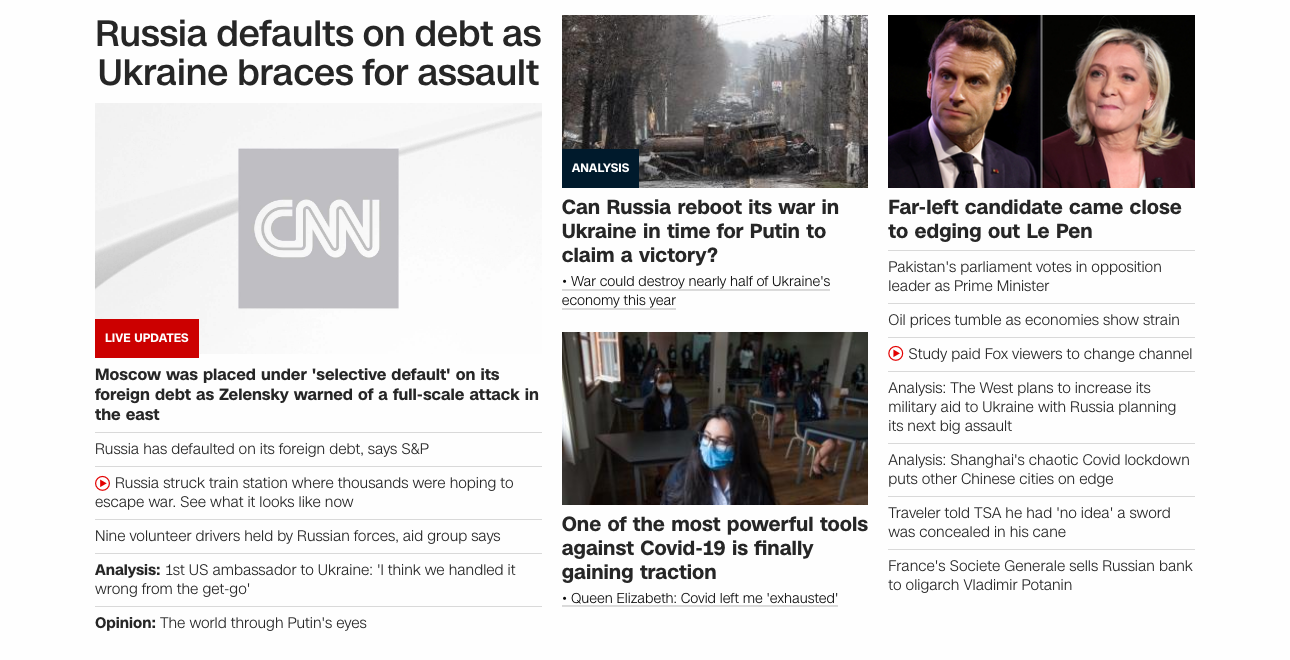 Russia defaults on debt as
Ukraine braces for assault
CNN
LIVE UPDATES
Moscow was placed under 'selective default' on its
foreign debt as Zelensky warned of a full-scale attack in
the east
Russia has defaulted on its foreign debt, says S&P
Russia struck train station where thousands were hoping to
escape war. See what it looks like now
Nine volunteer drivers held by Russian forces, aid group says
Analysis: 1st US ambassador to Ukraine: 'I think we handled it
wrong from the get-go'
Opinion: The world through Putin's eyes
ANALYSIS
Can Russia reboot its war in
Ukraine in time for Putin to
claim a victory?
• War could destroy nearly half of Ukraine's
economy this year
One of the most powerful tools
against Covid-19 is finally
gaining traction
• Queen Elizabeth: Covid left me 'exhausted'
Far-left candidate came close
to edging out Le Pen
Pakistan's parliament votes in opposition
leader as Prime Minister
Oil prices tumble as economies show strain
Study paid Fox viewers to change channel
Analysis: The West plans to increase its
military aid to Ukraine with Russia planning
its next big assault
Analysis: Shanghai's chaotic Covid lockdown
puts other Chinese cities on edge
Traveler told TSA he had 'no idea' a sword
was concealed in his cane
France's Societe Generale sells Russian bank
to oligarch Vladimir Potanin